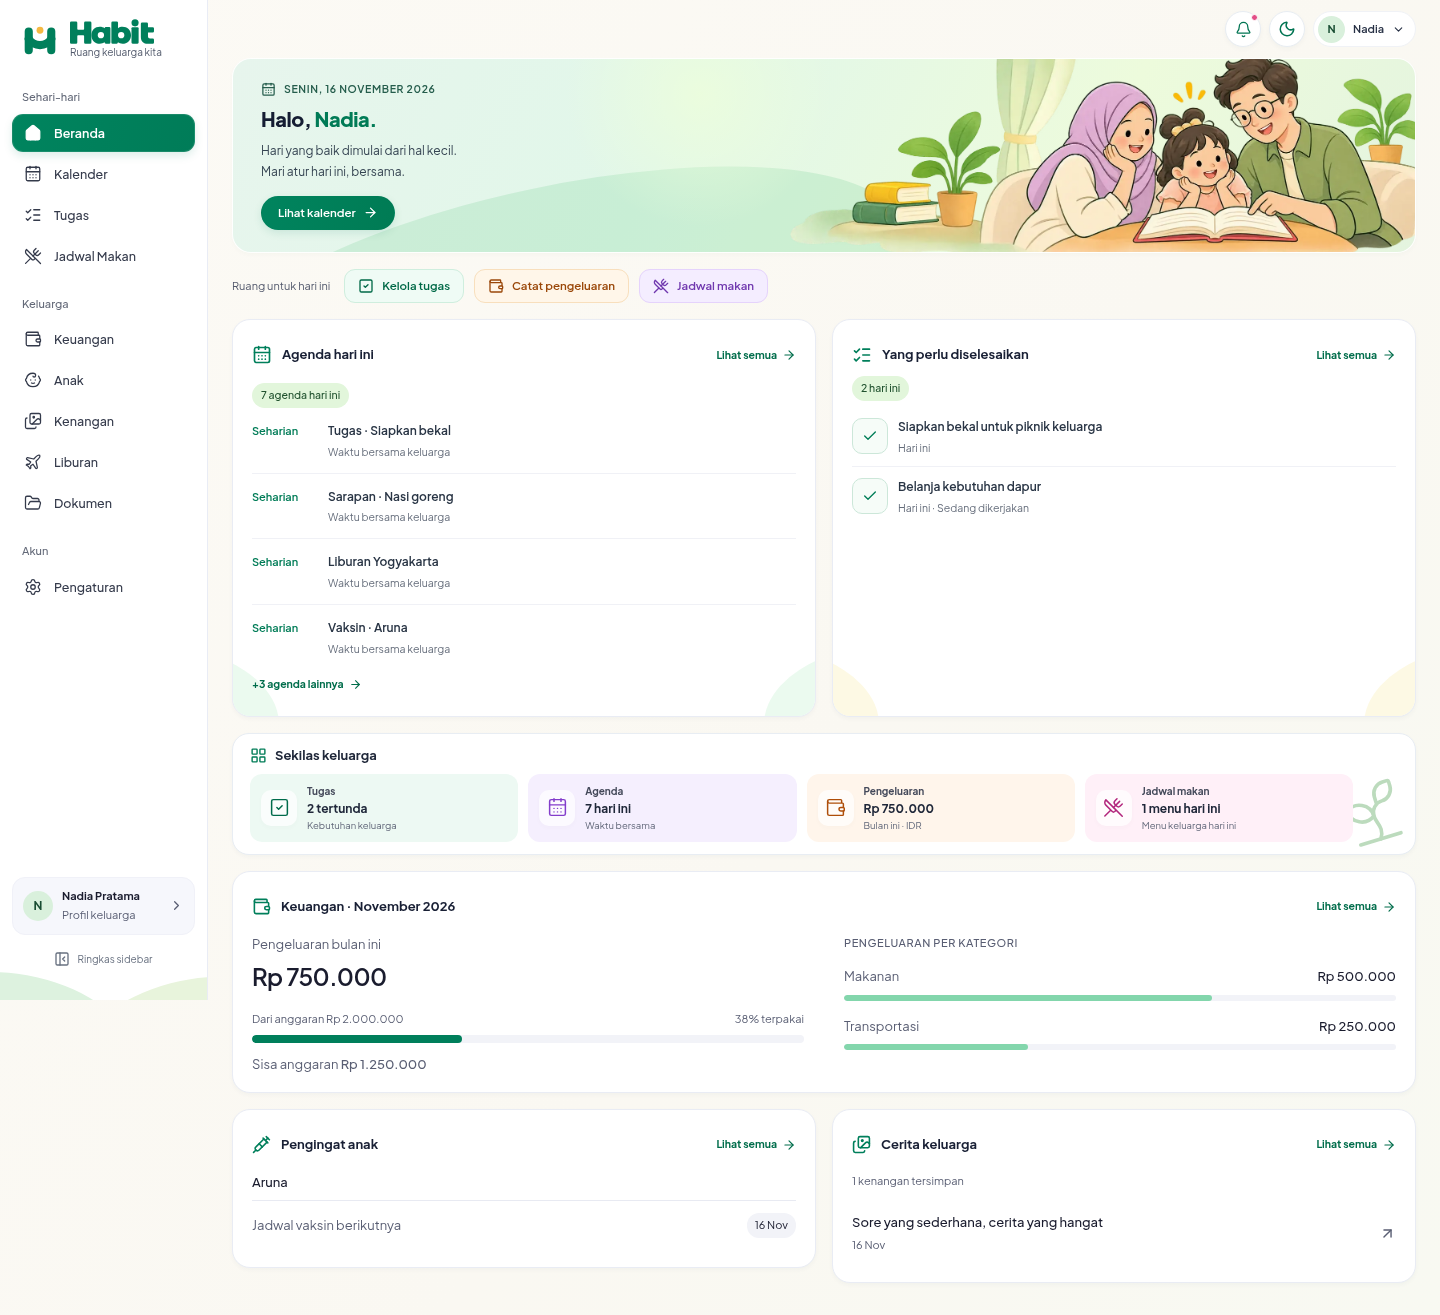 Habit
Ruang keluarga kita
Sehari-hari
Beranda
Kalender
Tugas
Jadwal Makan
Keluarga
Keuangan
Anak
Kenangan
Liburan
Dokumen
Akun
Pengaturan
N
Nadia Pratama
Profil keluarga
Ringkas sidebar
N Nadia
SENIN, 16 NOVEMBER 2026
Halo, Nadia.
Hari yang baik dimulai dari hal kecil.
Mari atur hari ini, bersama.
Lihat kalender
Ruang untuk hari ini
Kelola tugas
Catat pengeluaran
Jadwal makan
Agenda hari ini
Lihat semua
7 agenda hari ini
Seharian
Tugas · Siapkan bekal
Waktu bersama keluarga
Seharian
Sarapan · Nasi goreng
Waktu bersama keluarga
Seharian
Liburan Yogyakarta
Waktu bersama keluarga
Seharian
Vaksin · Aruna
Waktu bersama keluarga
+3 agenda lainnya
Yang perlu diselesaikan
Lihat semua
2 hari ini
Siapkan bekal untuk piknik keluarga
Hari ini
Belanja kebutuhan dapur
Hari ini · Sedang dikerjakan
Sekilas keluarga
Tugas
2 tertunda
Kebutuhan keluarga
Agenda
7 hari ini
Waktu bersama
Pengeluaran
Rp 750.000
Bulan ini · IDR
Jadwal makan
1 menu hari ini
Menu keluarga hari ini
Keuangan · November 2026
Lihat semua
Pengeluaran bulan ini
Rp 750.000
Dari anggaran Rp 2.000.000
38% terpakai
Sisa anggaran Rp 1.250.000
PENGELUARAN PER KATEGORI
Makanan
Rp 500.000
Transportasi
Rp 250.000
Pengingat anak
Lihat semua
Aruna
Jadwal vaksin berikutnya
16 Nov
Cerita keluarga
Lihat semua
1 kenangan tersimpan
Sore yang sederhana, cerita yang hangat
16 Nov